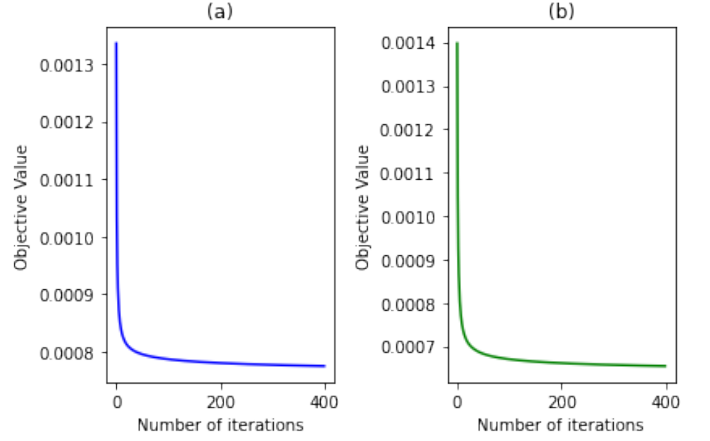 (a)
Objective Value
0.0013
0.0012
0.0011
0.0010
0.0009
0.0008
0 200 400
Number of iterations
(b)
Objective Value
0.0014
0.0013
0.0012
0.0011
0.0010
0.0009
0.0008
0.0007
0 200 400
Number of iterations